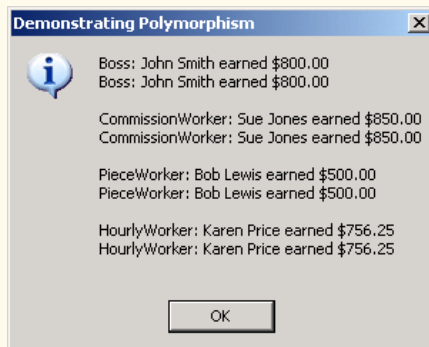 Demonstrating Polymorphism
Boss: John Smith earned $800.00
Boss: John Smith earned $800.00
CommissionWorker: Sue Jones earned $850.00
CommissionWorker: Sue Jones earned $850.00
PieceWorker: Bob Lewis earned $500.00
PieceWorker: Bob Lewis earned $500.00
HourlyWorker: Karen Price earned $756.25
HourlyWorker: Karen Price earned $756.25
OK